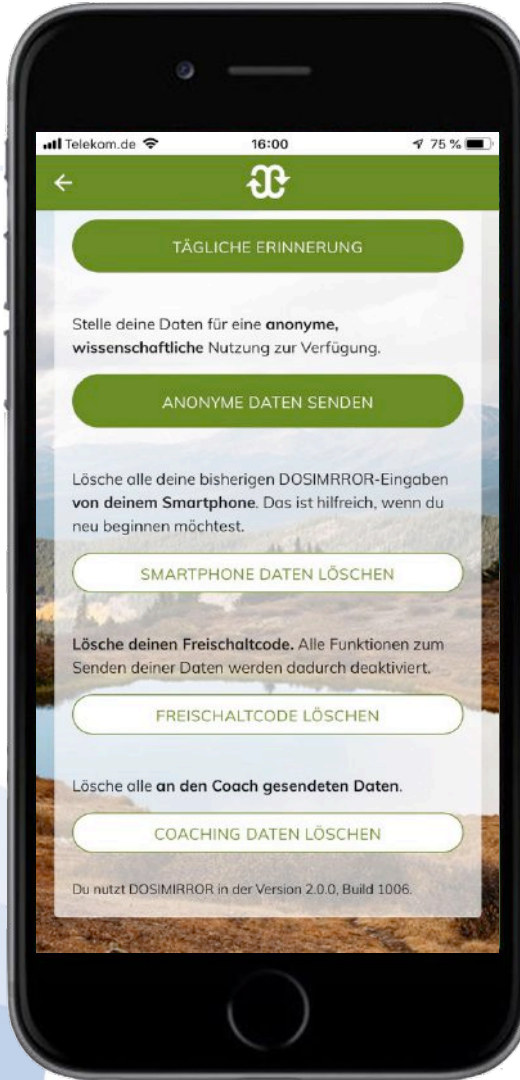 Telekom.de 16:00 75 %
TÄGLICHE ERINNERUNG
Stelle deine Daten für eine anonyme,
wissenschaftliche Nutzung zur Verfügung.
ANONYME DATEN SENDEN
Lösche alle deine bisherigen DOSIMRROR-Eingaben
von deinem Smartphone. Das ist hilfreich, wenn du
neu beginnen möchtest.
SMARTPHONE DATEN LÖSCHEN
Lösche deinen Freischaltcode. Alle Funktionen zum
Senden deiner Daten werden dadurch deaktiviert.
FREISCHALTCODE LÖSCHEN
Lösche alle an den Coach gesendeten Daten.
COACHING DATEN LÖSCHEN
Du nutzt DOSIMIRROR in der Version 2.0.0, Build 1006.